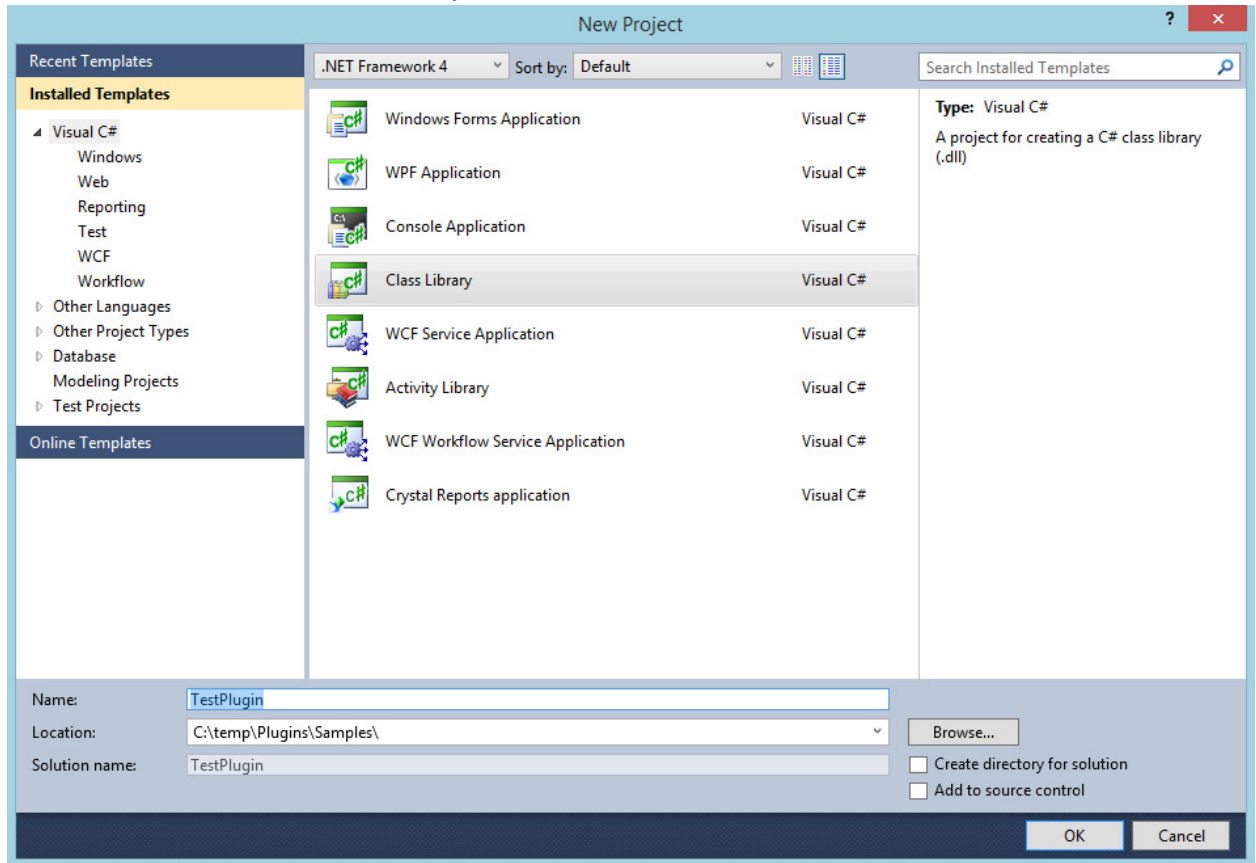 New Project
?
Recent Templates
Installed Templates
Visual C#
Windows
Web
Reporting
Test
WCF
Workflow
Other Languages
Other Project Types
Database
Modeling Projects
Test Projects
Online Templates
.NET Framework 4 Sort by: Default
Windows Forms Application Visual C#
WPF Application Visual C#
Console Application Visual C#
Class Library Visual C#
WCF Service Application Visual C#
Activity Library Visual C#
WCF Workflow Service Application Visual C#
Crystal Reports application Visual C#
Search Installed Templates
Type: Visual C#
A project for creating a C# class library
(.dll)
Name: TestPlugin
Location: C:\temp\Plugins\Samples\ Browse...
Solution name: TestPlugin Create directory for solution
Add to source control
OK Cancel